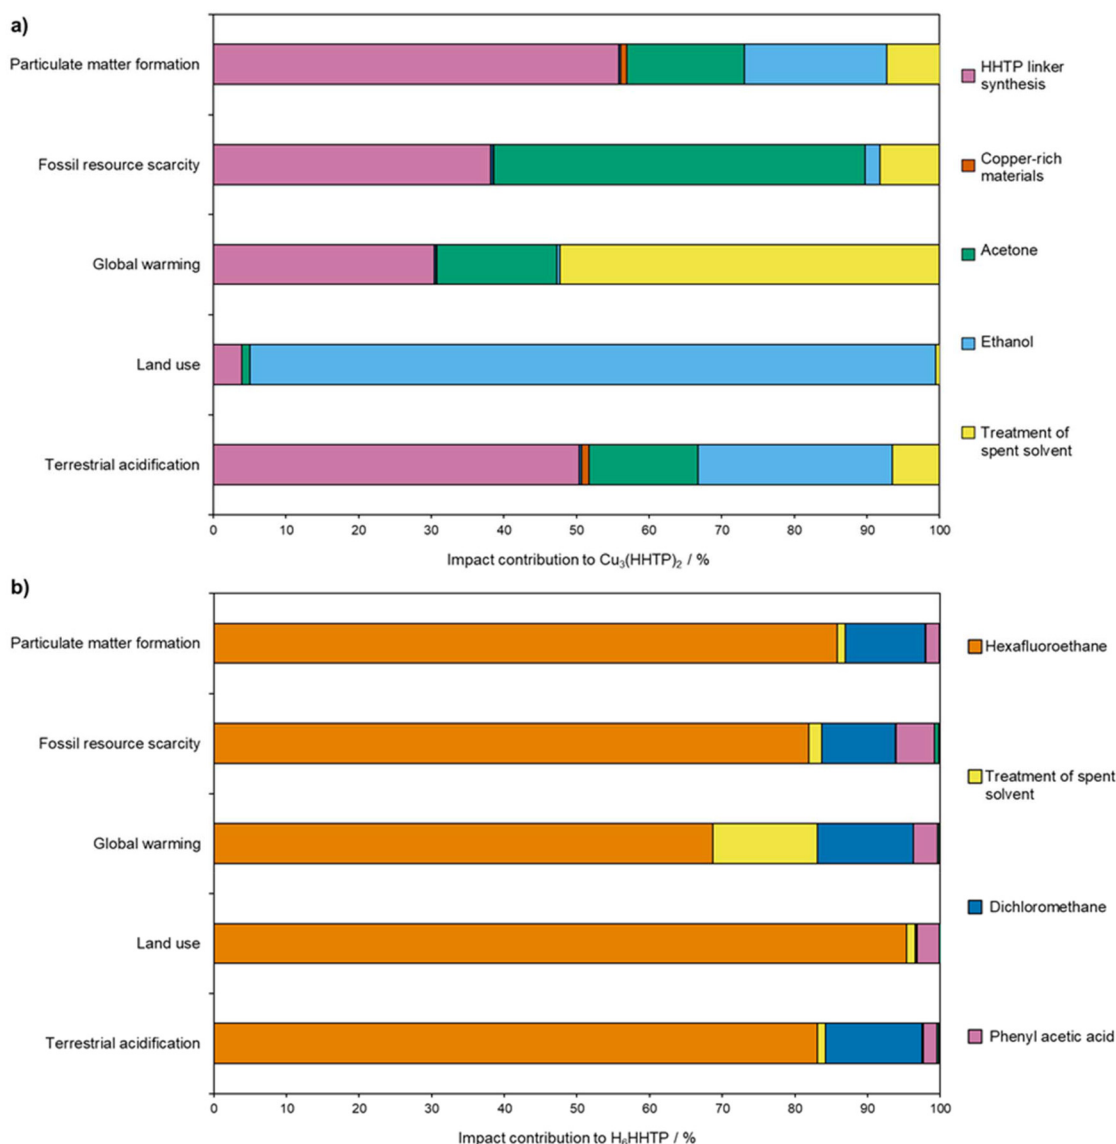 a)
Particulate matter formation
Fossil resource scarcity
Global warming
Land use
Terrestrial acidification
0 10 20 30 40 50 60 70 80 90 100
Impact contribution to Cu₃(HHTP)₂ / %
HHTP linker
synthesis
Copper-rich
materials
Acetone
Ethanol
Treatment of
spent solvent
b)
Particulate matter formation
Fossil resource scarcity
Global warming
Land use
Terrestrial acidification
0 10 20 30 40 50 60 70 80 90 100
Impact contribution to H₆HHTP / %
Hexafluoroethane
Treatment of spent
solvent
Dichloromethane
Phenyl acetic acid